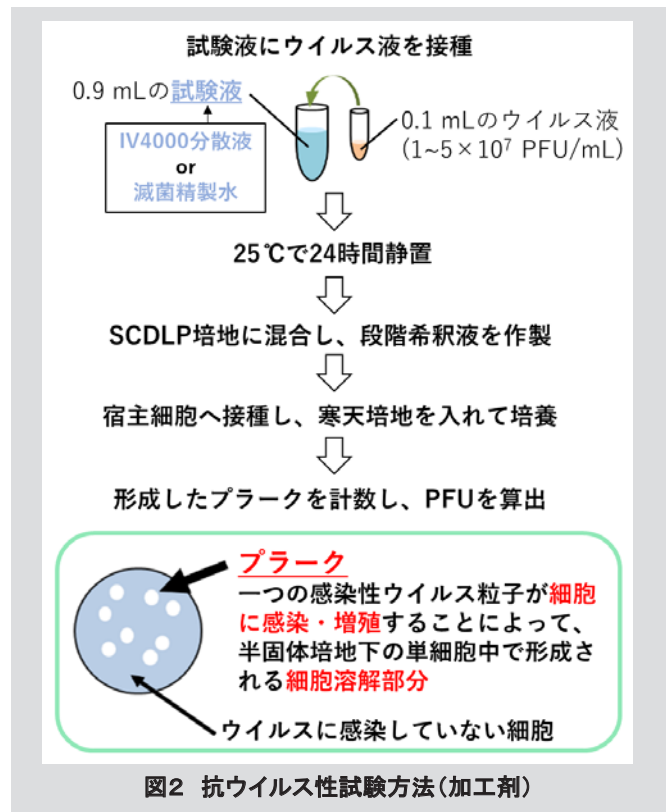 試験液にウイルス液を接種
0.9 mLの試験液
IV4000分散液
or
滅菌精製水
0.1 mLのウイルス液
(1~5×10⁷ PFU/mL)
25℃で24時間静置
SCDLP培地に混合し、段階希釈液を作製
宿主細胞へ接種し、寒天培地を入れて培養
形成したプラークを計数し、PFUを算出
プラーク
一つの感染性ウイルス粒子が細胞
に感染・増殖することによって、
半固体培地下の単細胞中で形成さ
れる細胞溶解部分
ウイルスに感染していない細胞
図2 抗ウイルス性試験方法(加工剤)